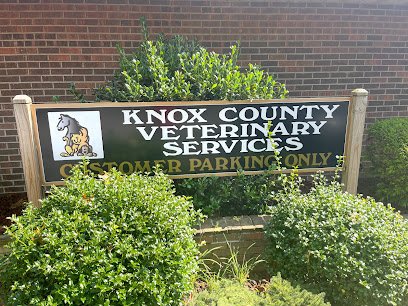 KNOX COUNTY
VETERINARY
SERVICES
CUSTOMER PARKING ONLY